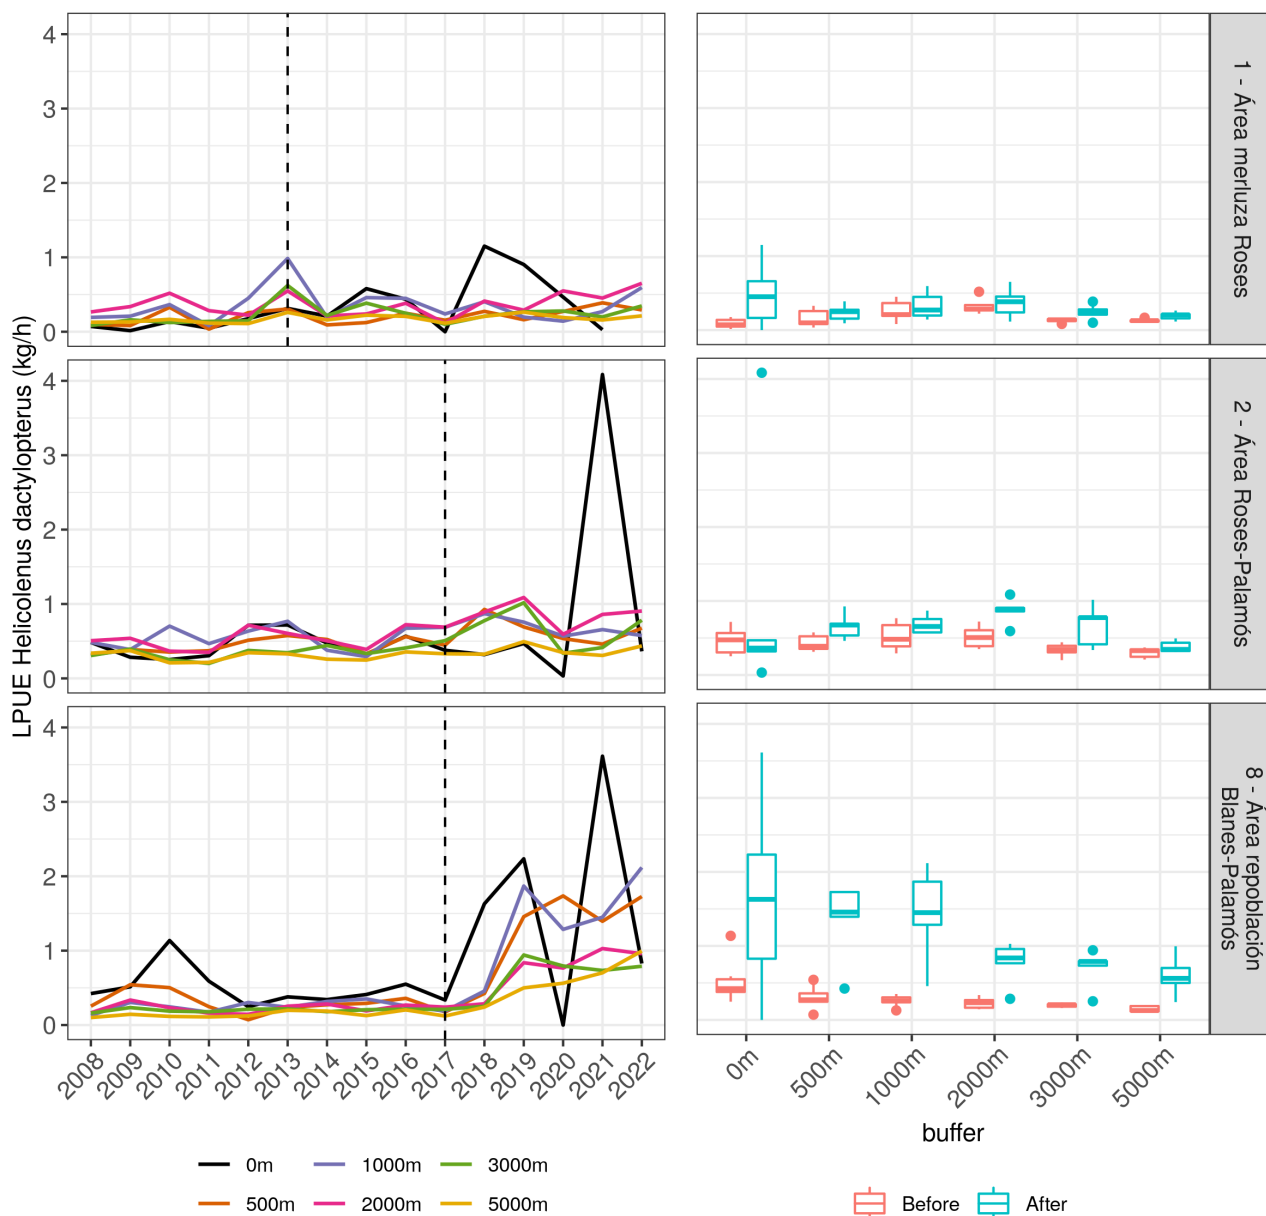 LPUE Helicolenus dactylopterus (kg/h)
4
3
2
1
0
4
3
2
1
0
4
3
2
1
0
2008
2009
2010
2011
2012
2013
2014
2015
2016
2017
2018
2019
2020
2021
2022
1 - Área merluza Roses
2 - Área Roses-Palamós
8 - Área repoblación
Blanes-Palamós
0m
500m
1000m
2000m
3000m
5000m
buffer
0m 1000m 3000m
500m 2000m 5000m
Before After